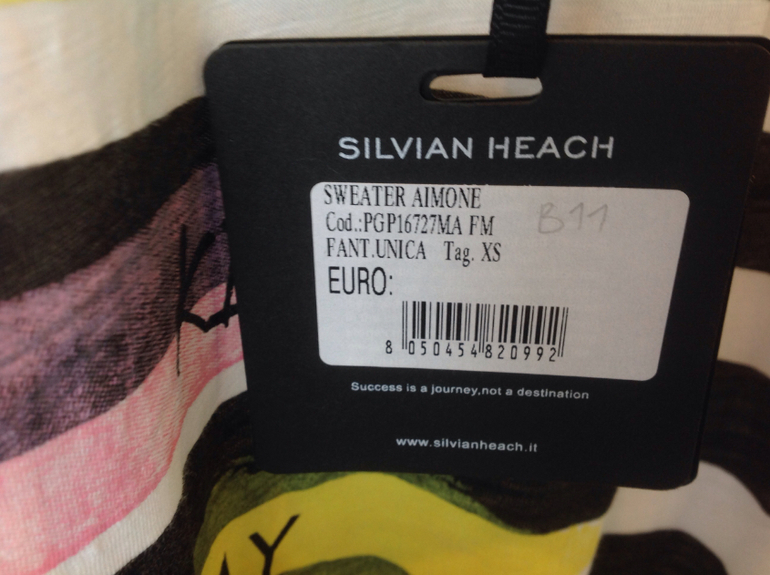 SILVIAN HEACH
SWEATER AIMONE
Cod.:PGP16727MA FM
B11
FANT.UNICA Tag. XS
EURO:
8 050454 820992
Success is a journey,not a destination
www.silvianheach.it
AY